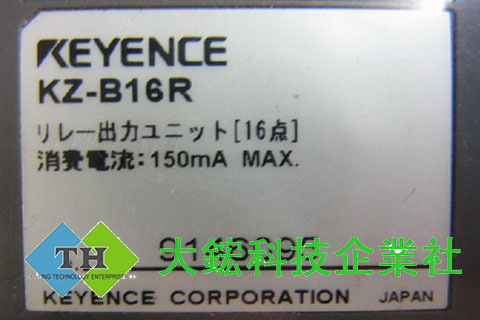 KEYENCE
KZ-B16R
リレー出力ユニット[16点]
消費電流:150mA MAX.
TH
大鋐科技企業社
KEYENCE CORPORATION JAPAN